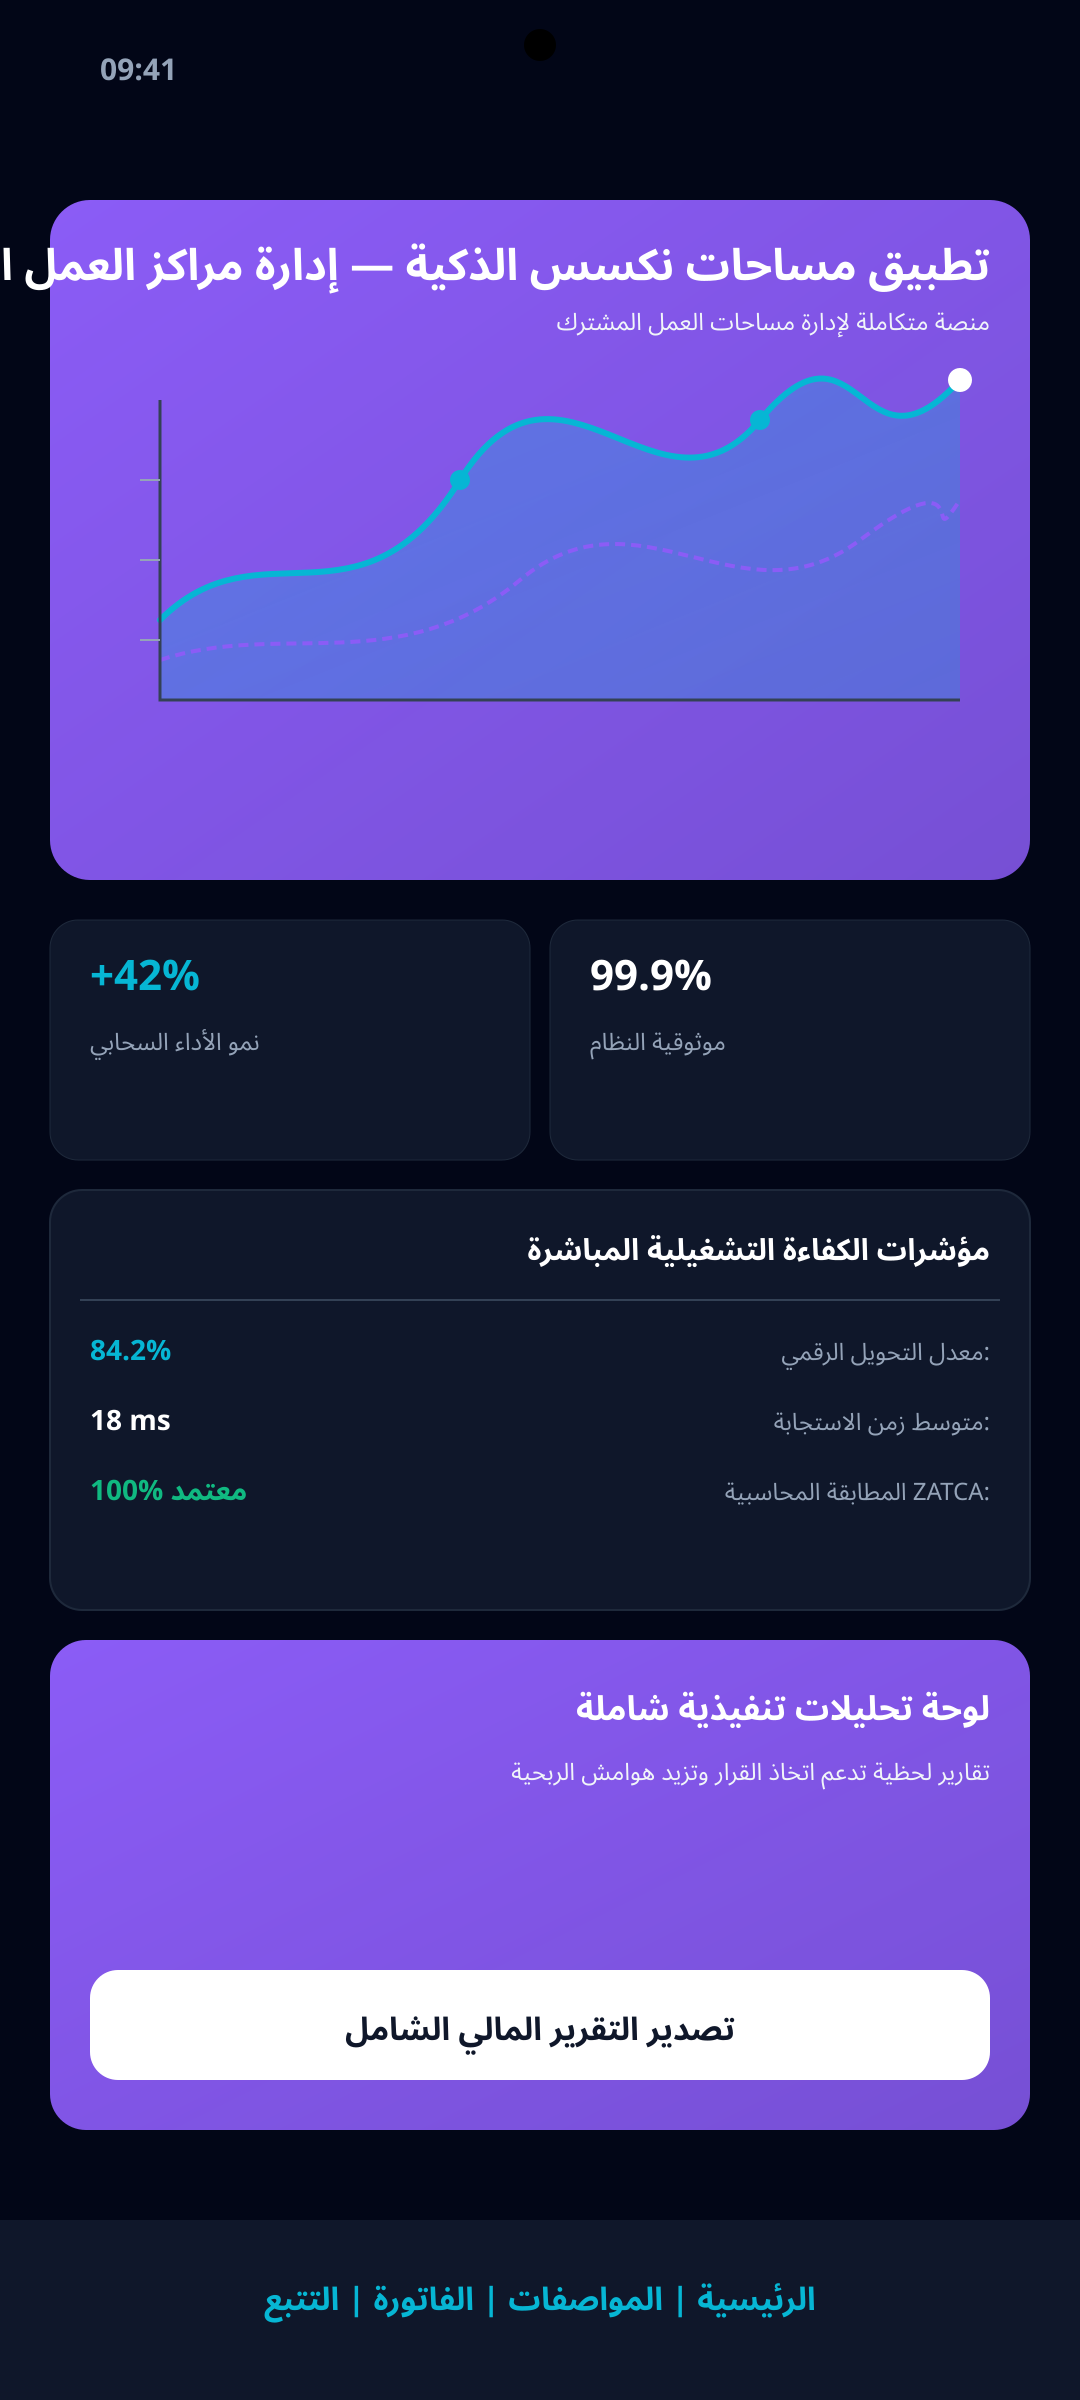 09:41
تطبيق مساحات نكسس الذكية — إدارة مراكز العمل
منصة متكاملة لإدارة مساحات العمل المشترك
99.9%
موثوقية النظام
+42%
نمو الأداء السحابي
مؤشرات الكفاءة التشغيلية المباشرة
معدل التحويل الرقمي:
84.2%
متوسط زمن الاستجابة:
18 ms
ZATCA المطابقة المحاسبية:
100% معتمد
لوحة تحليلات تنفيذية شاملة
تقارير لحظية تدعم اتخاذ القرار وتزيد هوامش الربحية
تصدير التقرير المالي الشامل
الرئيسية | المواصفات | الفاتورة | التتبع